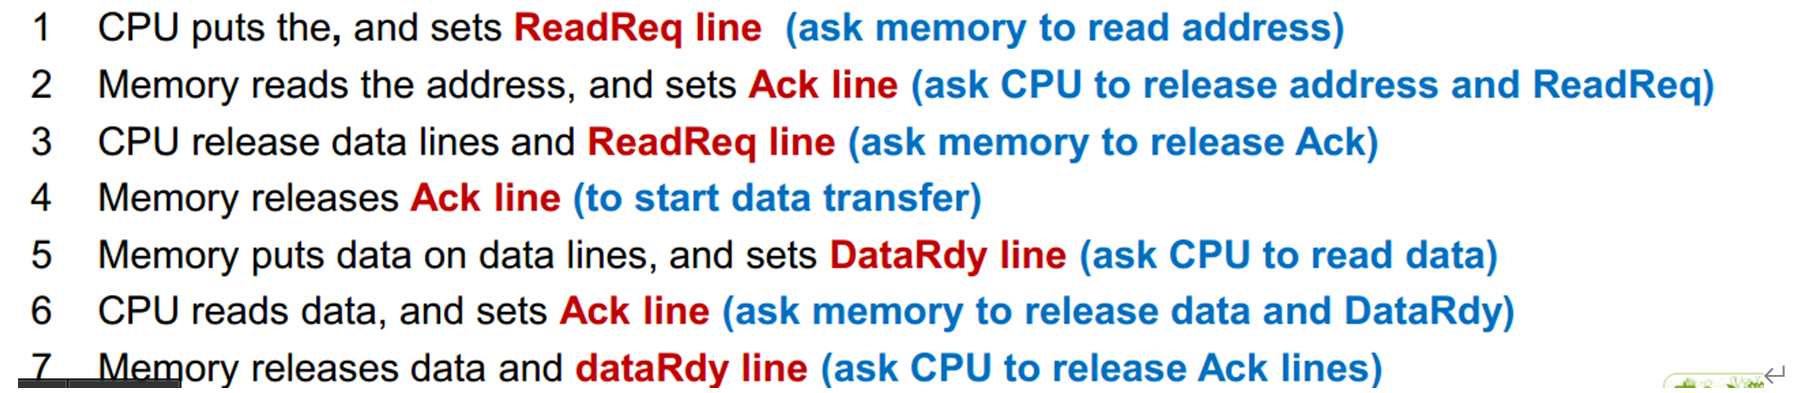 1 CPU puts the, and sets ReadReq line (ask memory to read address)
2 Memory reads the address, and sets Ack line (ask CPU to release address and ReadReq)
3 CPU release data lines and ReadReq line (ask memory to release Ack)
4 Memory releases Ack line (to start data transfer)
5 Memory puts data on data lines, and sets DataRdy line (ask CPU to read data)
6 CPU reads data, and sets Ack line (ask memory to release data and DataRdy)
7 Memory releases data and dataRdy line (ask CPU to release Ack lines)